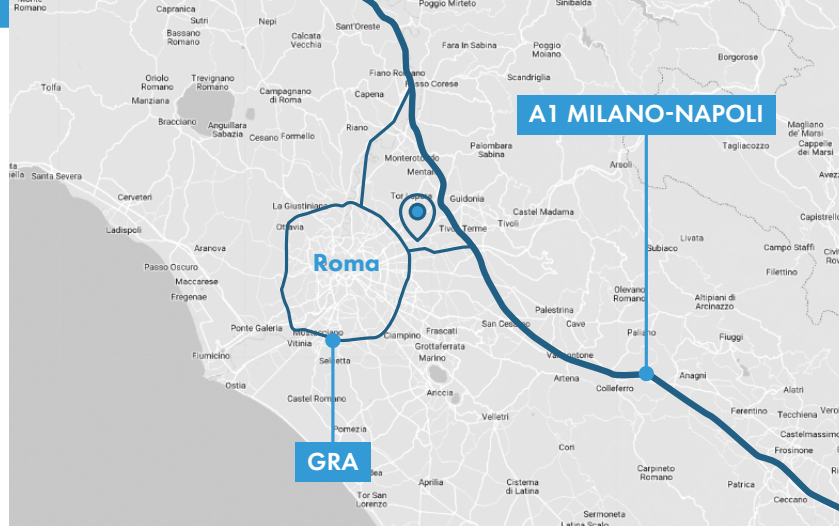 Romano
Capranica
Sutri
Nepi
Sant'Oreste
Poggio Mirteto
Sinibalda
Bassano
Romano
Calcata
Vecchia
Fara In Sabina
Poggio
Moiano
Borgorose
Tolfa
Oriolo
Romano
Trevignano
Romano
Fiano Romano
Passo Corese
Scandriglia
Manziana
Campagnano
di Roma
Capena
A1 MILANO-NAPOLI
Bracciano
Anguillara
Sabazia
Cesano
Formello
Riano
Magliano
de' Marsi
Cappelle
dei Marsi
Palombara
Sabina
Tagliacozzo
Monterotondo
Mentana
Arsoli
Santa Severa
Cerveteri
La Giustiniana
Guidonia
Castel Madama
Ladispoli
Ottavia
Tivoli Terme
Tivoli
Livata
Subiaco
Campo Staffi
Aranova
Roma
Filettino
Passo Oscuro
Maccarese
Fregenae
Olevano
Romano
Altipiani di
Arcinazzo
Palestrina
San Cesareo
Cave
Ponte Galeria
Mostacciano
Vitinia
Ciampino
Frascati
Paliano
Fiuggi
Grottaferrata
Fiumicino
Selcetta
Marino
Valmontone
Artena
Colleferro
Anagni
Ostia
Castel Romano
Ariccia
Alatri
Velletri
Ferentino
Tecchiena
Pomezia
Castelmassimo
Cori
Frosinone
GRA
Carpineto
Romano
Aprilia
Cisterna
di Latina
Patrica
Tor San
Lorenzo
Ceccano
Sermoneta
Latina Scalo